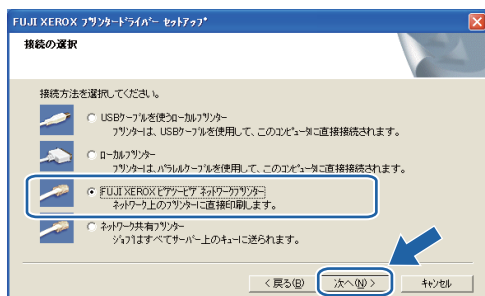 FUJI XEROX ﾌﾟﾘﾝﾀｰﾄﾞﾗｲﾊﾞｰ ｾｯﾄｱｯﾌﾟ
接続の選択
接続方法を選択してください。
USBｹｰﾌﾞﾙを使うﾛｰｶﾙﾌﾟﾘﾝﾀｰ
ﾌﾟﾘﾝﾀｰは、USBｹｰﾌﾞﾙを使用して、このｺﾝﾋﾟｭｰﾀに直接接続されます。
ﾛｰｶﾙﾌﾟﾘﾝﾀｰ
ﾌﾟﾘﾝﾀｰは、ﾊﾟﾗﾚﾙｹｰﾌﾞﾙを使用して、このｺﾝﾋﾟｭｰﾀに直接接続されます。
FUJI XEROX ﾋﾟｱﾂｰﾋﾟｱ ﾈｯﾄﾜｰｸﾌﾟﾘﾝﾀｰ
ﾈｯﾄﾜｰｸ上のﾌﾟﾘﾝﾀｰに直接印刷します。
ﾈｯﾄﾜｰｸ共有ﾌﾟﾘﾝﾀｰ
ｼﾞｮﾌﾞはすべてｻｰﾊﾞｰ上のｷｭｰに送られます。
< 戻る(B) 次へ(N) > ｷｬﾝｾﾙ